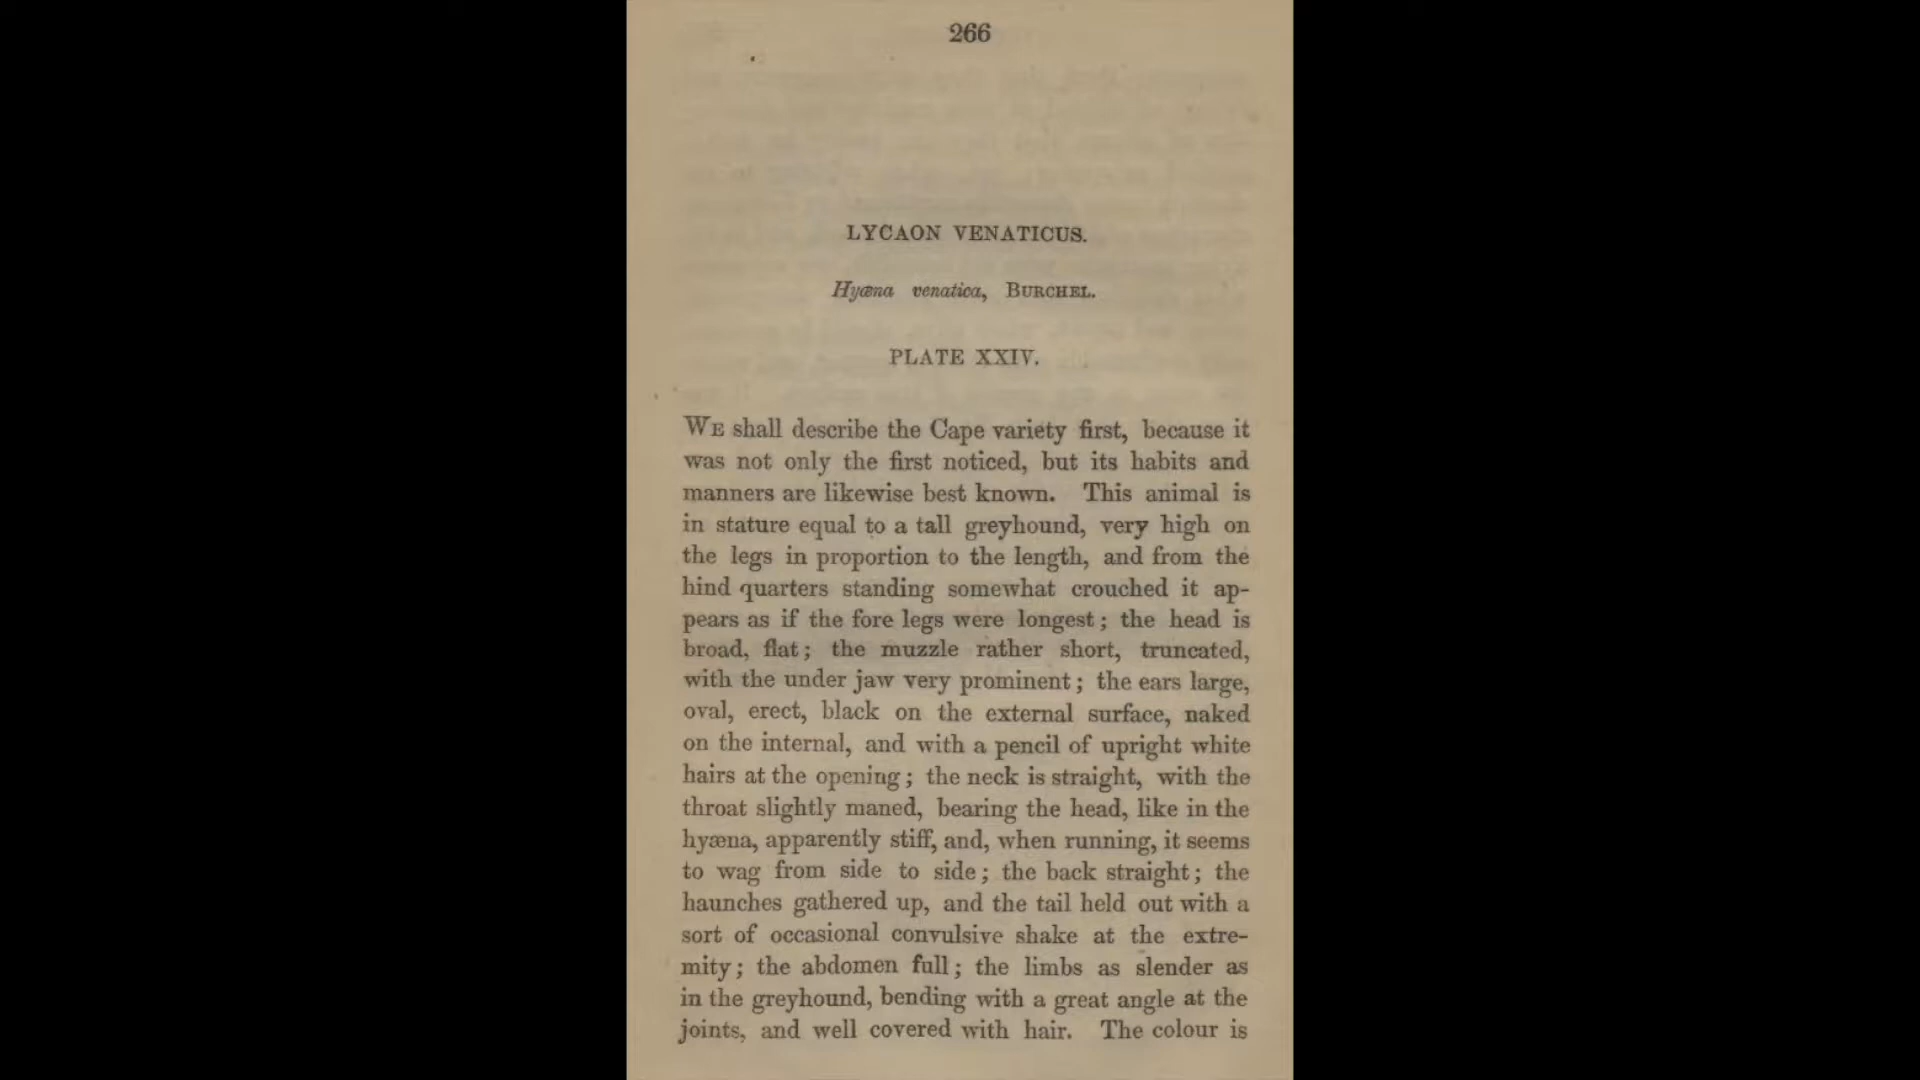 266
LYCAON VENATICUS.
Hyæna venatica, BURCHEL.
PLATE XXIV.
WE shall describe the Cape variety first, because it
was not only the first noticed, but its habits and
manners are likewise best known. This animal is
in stature equal to a tall greyhound, very high on
the legs in proportion to the length, and from the
hind quarters standing somewhat crouched it ap-
pears as if the fore legs were longest; the head is
broad, flat; the muzzle rather short, truncated,
with the under jaw very prominent; the ears large,
oval, erect, black on the external surface, naked
on the internal, and with a pencil of upright white
hairs at the opening; the neck is straight, with the
throat slightly maned, bearing the head, like in the
hyæna, apparently stiff, and, when running, it seems
to wag from side to side; the back straight; the
haunches gathered up, and the tail held out with a
sort of occasional convulsive shake at the extre-
mity; the abdomen full; the limbs as slender as
in the greyhound, bending with a great angle at the
joints, and well covered with hair. The colour is